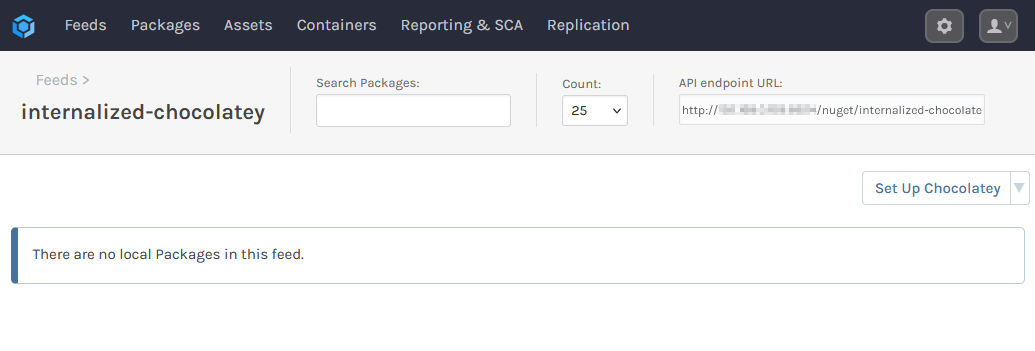 Feeds Packages Assets Containers Reporting & SCA Replication
Feeds >
internalized-chocolatey
Search Packages:
Count:
25
API endpoint URL:
http:// /nuget/internalized-chocolate
Set Up Chocolatey
There are no local Packages in this feed.